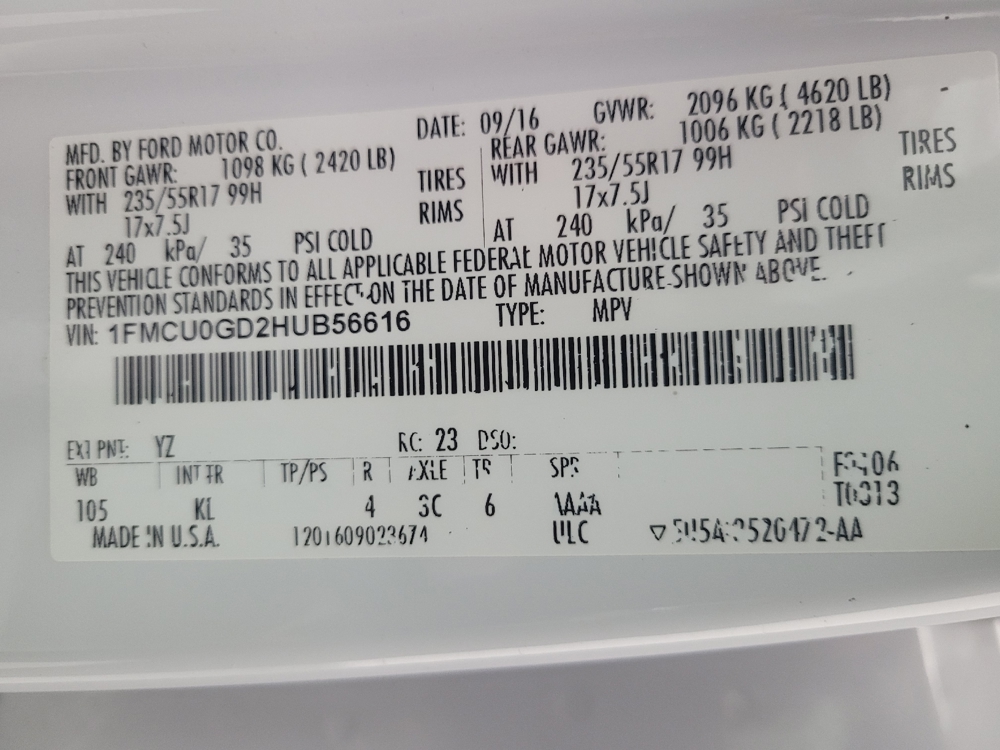 MFD. BY FORD MOTOR CO. DATE: 09/16 GVWR: 2096 KG ( 4620 LB)
FRONT GAWR: 1098 KG ( 2420 LB) REAR GAWR: 1006 KG ( 2218 LB)
WITH 235/55R17 99H TIRES WITH 235/55R17 99H TIRES
17x7.5J RIMS 17x7.5J RIMS
AT 240 kPa/ 35 PSI COLD AT 240 kPa/ 35 PSI COLD
THIS VEHICLE CONFORMS TO ALL APPLICABLE FEDERAL MOTOR VEHICLE SAFETY AND THEFT
PREVENTION STANDARDS IN EFFECT ON THE DATE OF MANUFACTURE SHOWN ABOVE.
VIN: 1FMCU0GD2HUB56616 TYPE: MPV
EXT PNT: YZ RC: 23 DSO:
WB INT TR TP/PS R AXLE TR SPR
105 KL 4 3C 6
MADE IN U.S.A. 1201609023674 ULC